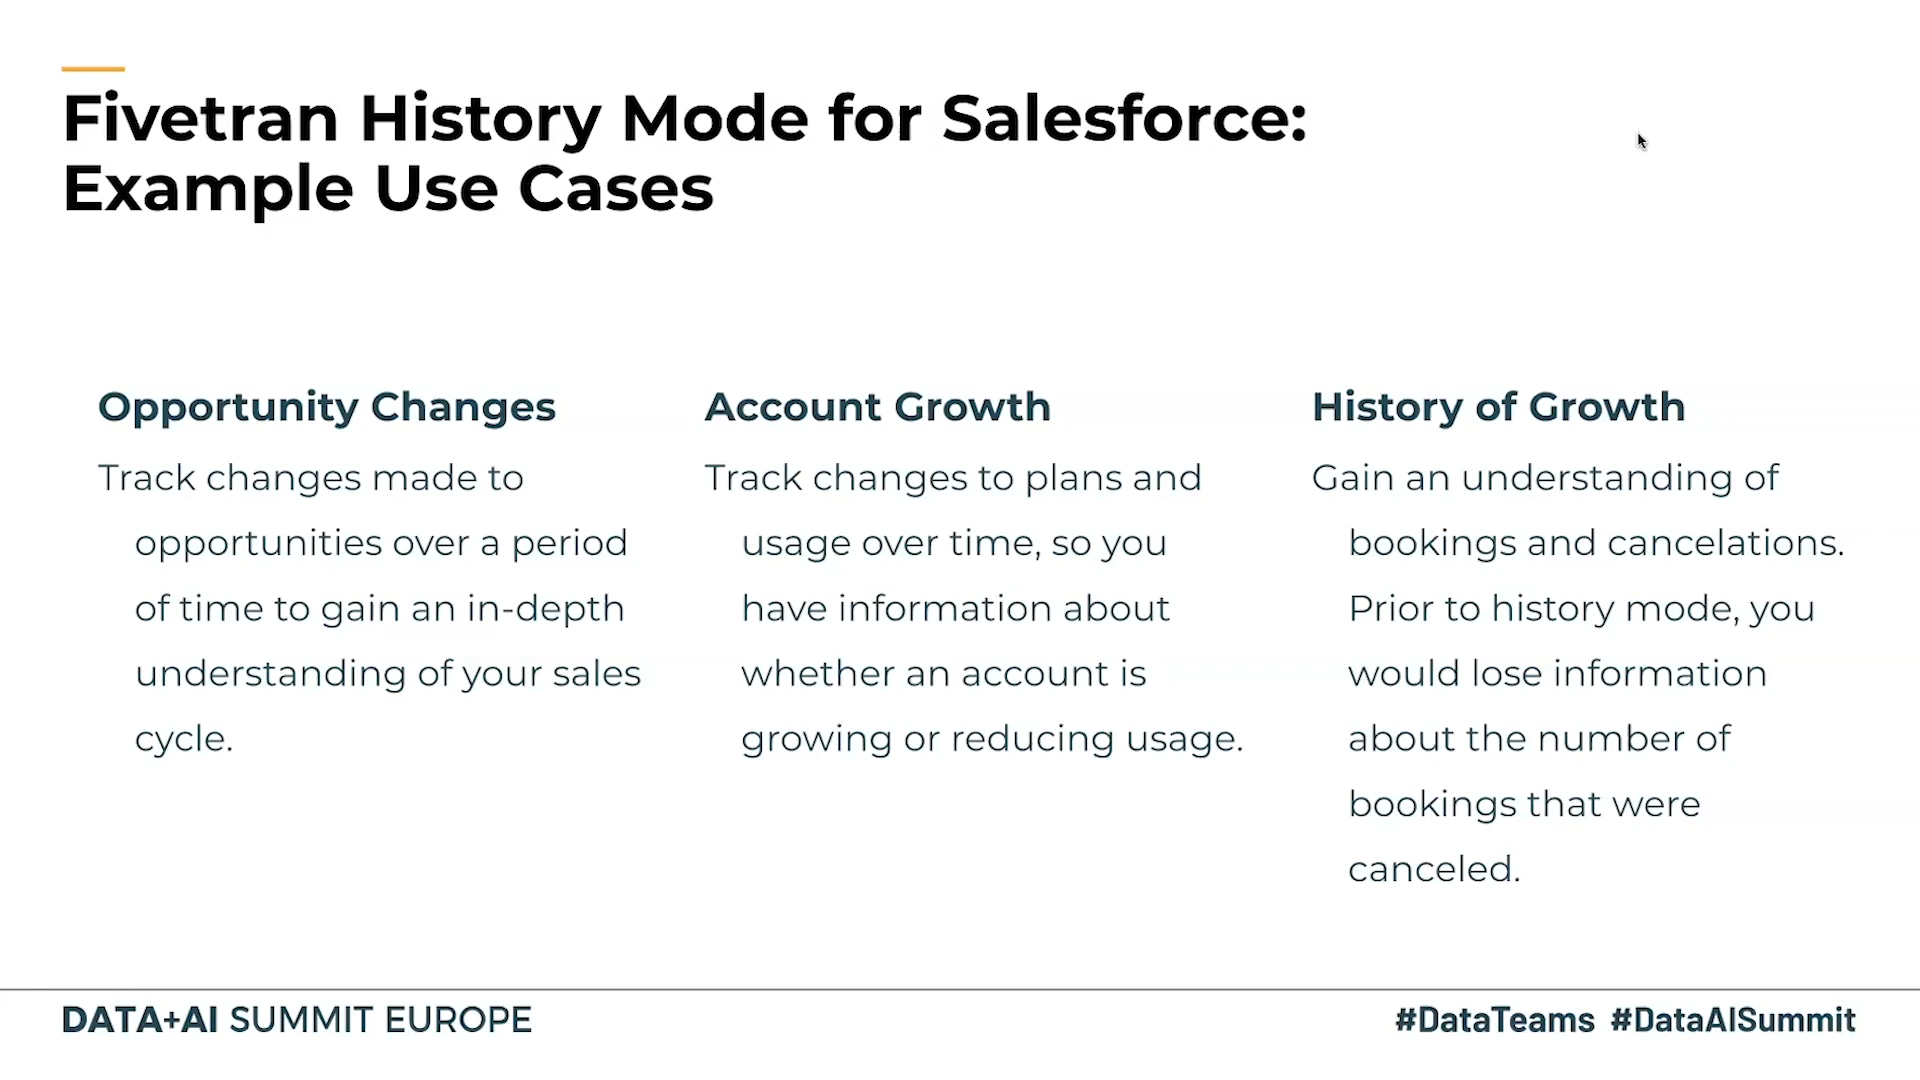 Fivetran History Mode for Salesforce:
Example Use Cases
Opportunity Changes
Track changes made to
opportunities over a period
of time to gain an in-depth
understanding of your sales
cycle.
Account Growth
Track changes to plans and
usage over time, so you
have information about
whether an account is
growing or reducing usage.
History of Growth
Gain an understanding of
bookings and cancelations.
Prior to history mode, you
would lose information
about the number of
bookings that were
canceled.
DATA+AI SUMMIT EUROPE
#DataTeams #DataAISummit